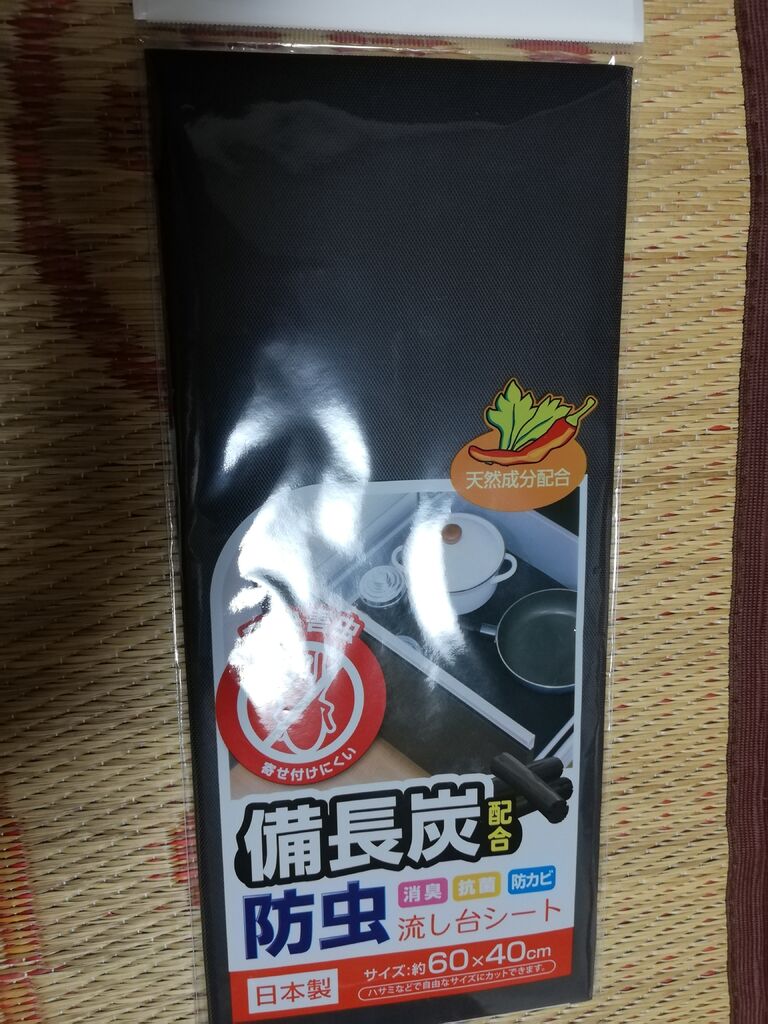 天然成分配合
寄せ付けにくい
備長炭配合
防虫
消臭 抗菌 防カビ
流し台シート
日本製
サイズ:約60×40cm
ハサミなどで自由なサイズにカットできます。